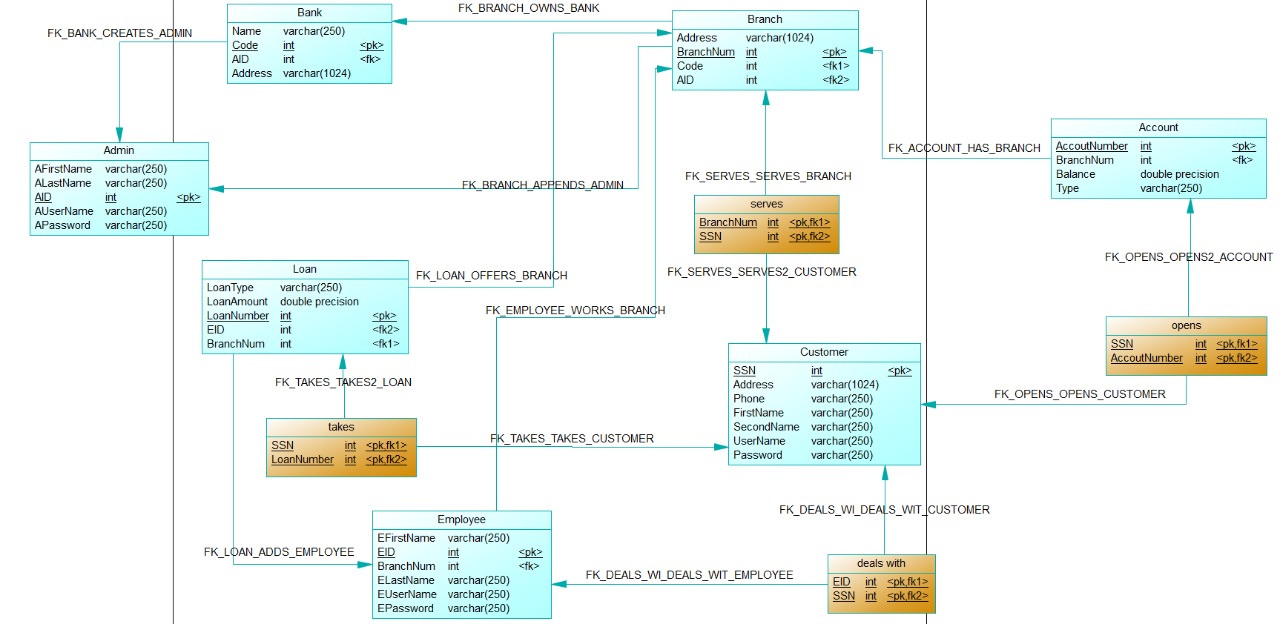 FK_BRANCH_OWNS_BANK
FK_BANK_CREATES_ADMIN
Bank
Name varchar(250)
Code int <pk>
AID int <fk>
Address varchar(1024)
Branch
Address varchar(1024)
BranchNum int <pk>
Code int <fk1>
AID int <fk2>
Admin
AFirstName varchar(250)
ALastName varchar(250)
AID int <pk>
AUserName varchar(250)
APassword varchar(250)
FK_BRANCH_APPENDS_ADMIN
FK_ACCOUNT_HAS_BRANCH
Account
AccoutNumber int <pk>
BranchNum int <fk>
Balance double precision
Type varchar(250)
FK_SERVES_SERVES_BRANCH
serves
BranchNum int <pk,fk1>
SSN int <pk,fk2>
FK_SERVES_SERVES2_CUSTOMER
FK_OPENS_OPENS2_ACCOUNT
Loan
LoanType varchar(250)
LoanAmount double precision
LoanNumber int <pk>
EID int <fk2>
BranchNum int <fk1>
FK_LOAN_OFFERS_BRANCH
FK_EMPLOYEE_WORKS_BRANCH
opens
SSN int <pk,fk1>
AccoutNumber int <pk,fk2>
FK_OPENS_OPENS_CUSTOMER
Customer
SSN int <pk>
Address varchar(1024)
Phone varchar(250)
FirstName varchar(250)
SecondName varchar(250)
UserName varchar(250)
Password varchar(250)
FK_TAKES_TAKES2_LOAN
takes
SSN int <pk,fk1>
LoanNumber int <pk,fk2>
FK_TAKES_TAKES_CUSTOMER
FK_DEALS_WI_DEALS_WIT_CUSTOMER
Employee
EFirstName varchar(250)
EID int <pk>
BranchNum int <fk>
ELastName varchar(250)
EUserName varchar(250)
EPassword varchar(250)
FK_LOAN_ADDS_EMPLOYEE
FK_DEALS_WI_DEALS_WIT_EMPLOYEE
deals with
EID int <pk,fk1>
SSN int <pk,fk2>